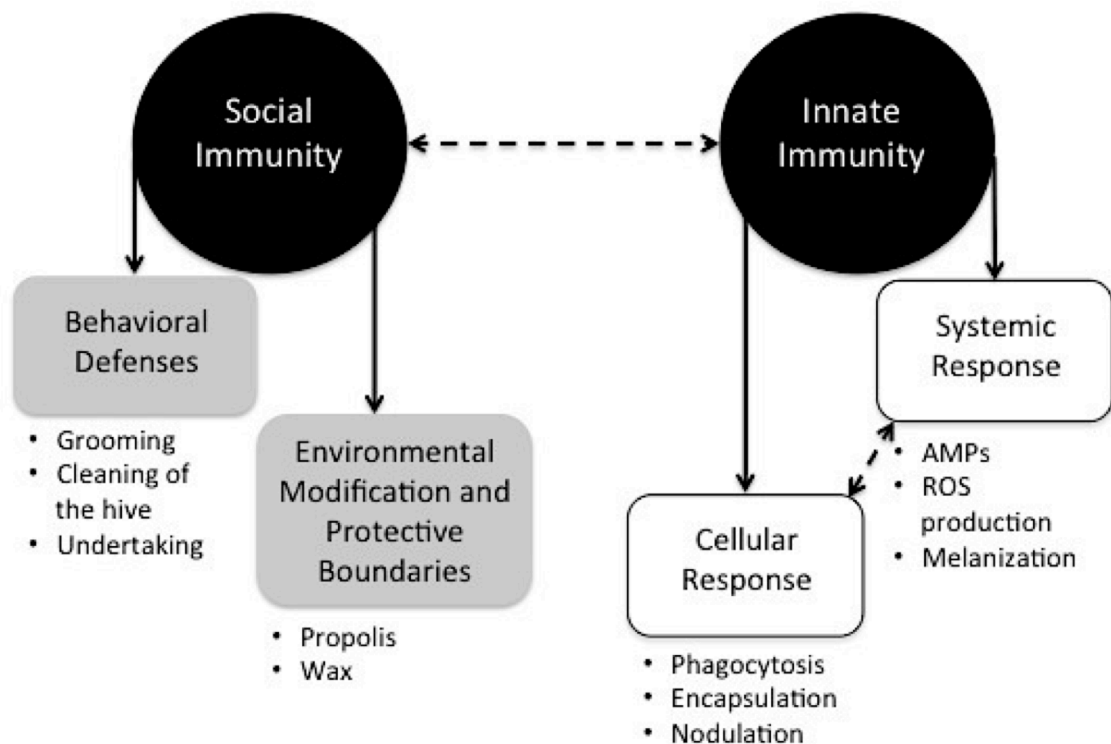 Social
Immunity
Innate
Immunity
Behavioral
Defenses
• Grooming
• Cleaning of
the hive
• Undertaking
Environmental
Modification and
Protective
Boundaries
• Propolis
• Wax
Cellular
Response
• Phagocytosis
• Encapsulation
• Nodulation
Systemic
Response
• AMPs
• ROS
production
• Melanization